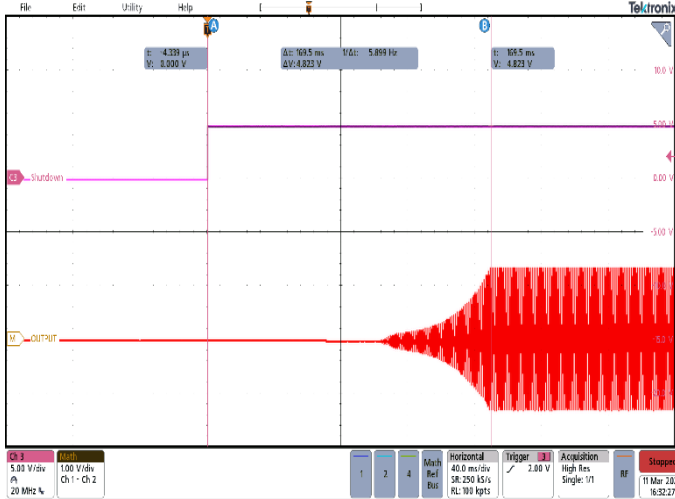 File Edit Utility Help
Tektronix
A B
t: -4.339 µs
V: 0.000 V
Δt: 169.5 ms 1/Δt: 5.899 Hz
ΔV: 4.823 V
t: 169.5 ms
V: 4.823 V
10.0 V
5.00 V
C3 Shutdown
0.00 V
-5.00 V
M OUTPUT
-15.0 V
Ch 3
5.00 V/div
20 MHz
Math
1.00 V/div
Ch 1 - Ch 2
1 2 4
Math
Ref
Bus
Horizontal
40.0 ms/div
SR: 250 kS/s
RL: 100 kpts
Trigger 3
2.00 V
Acquisition
High Res
Single: 1/1
RF
Stopped
11 Mar
16:32:27